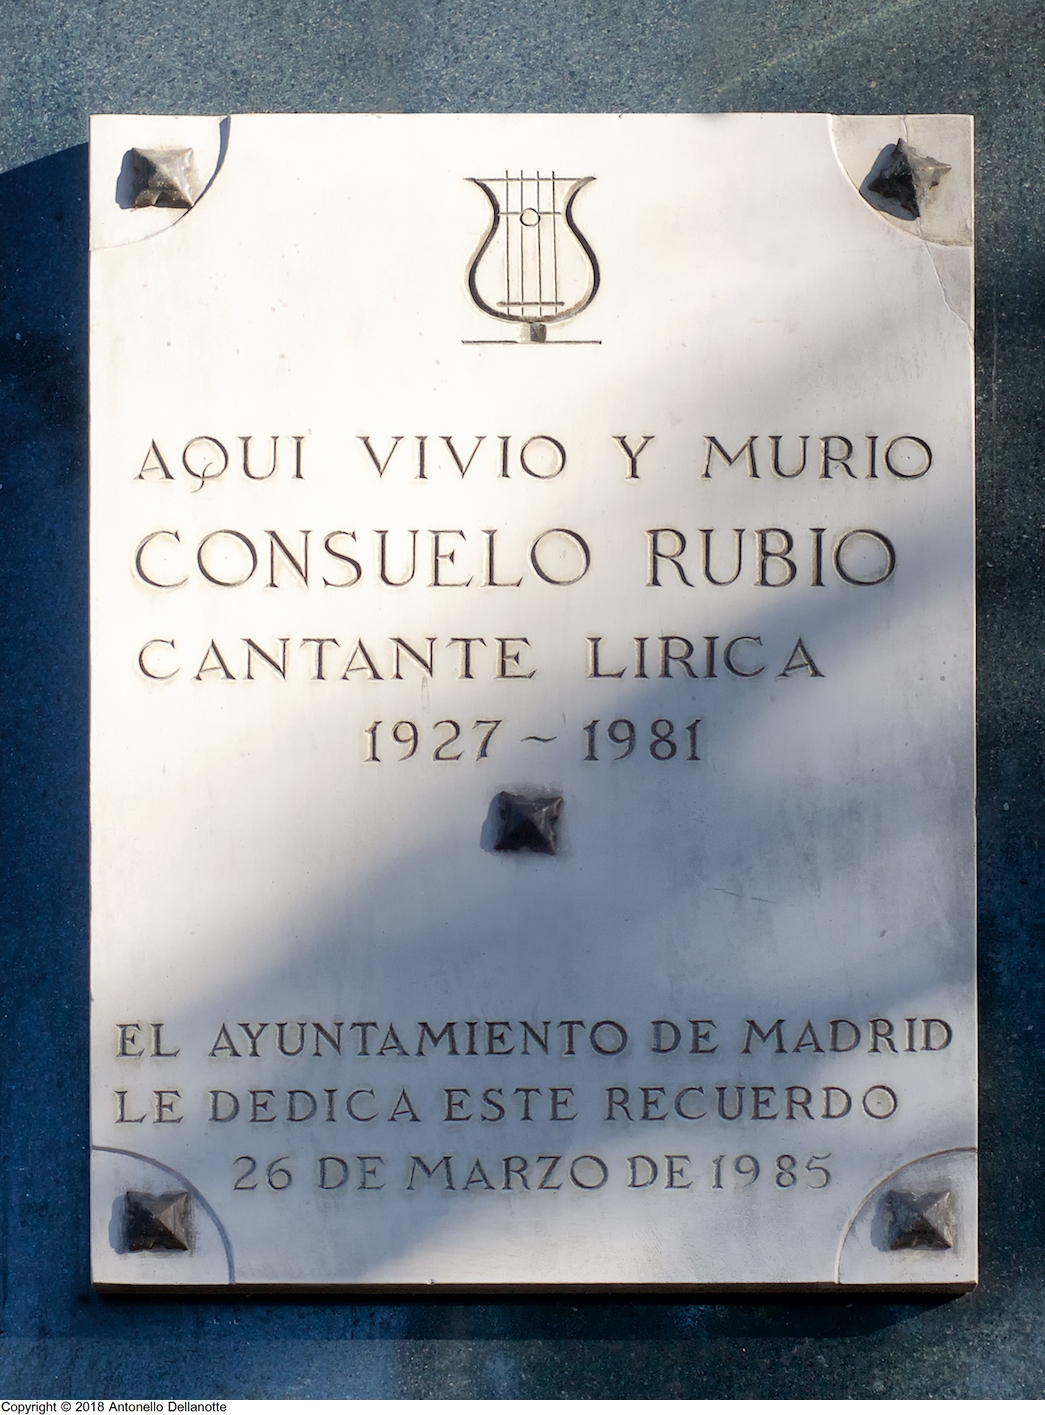 AQUI VIVIO Y MURIO
CONSUELO RUBIO
CANTANTE LIRICA
1927 ~ 1981
EL AYUNTAMIENTO DE MADRID
LE DEDICA ESTE RECUERDO
26 DE MARZO DE 1985
Copyright © 2018 Antonello Dellanotte